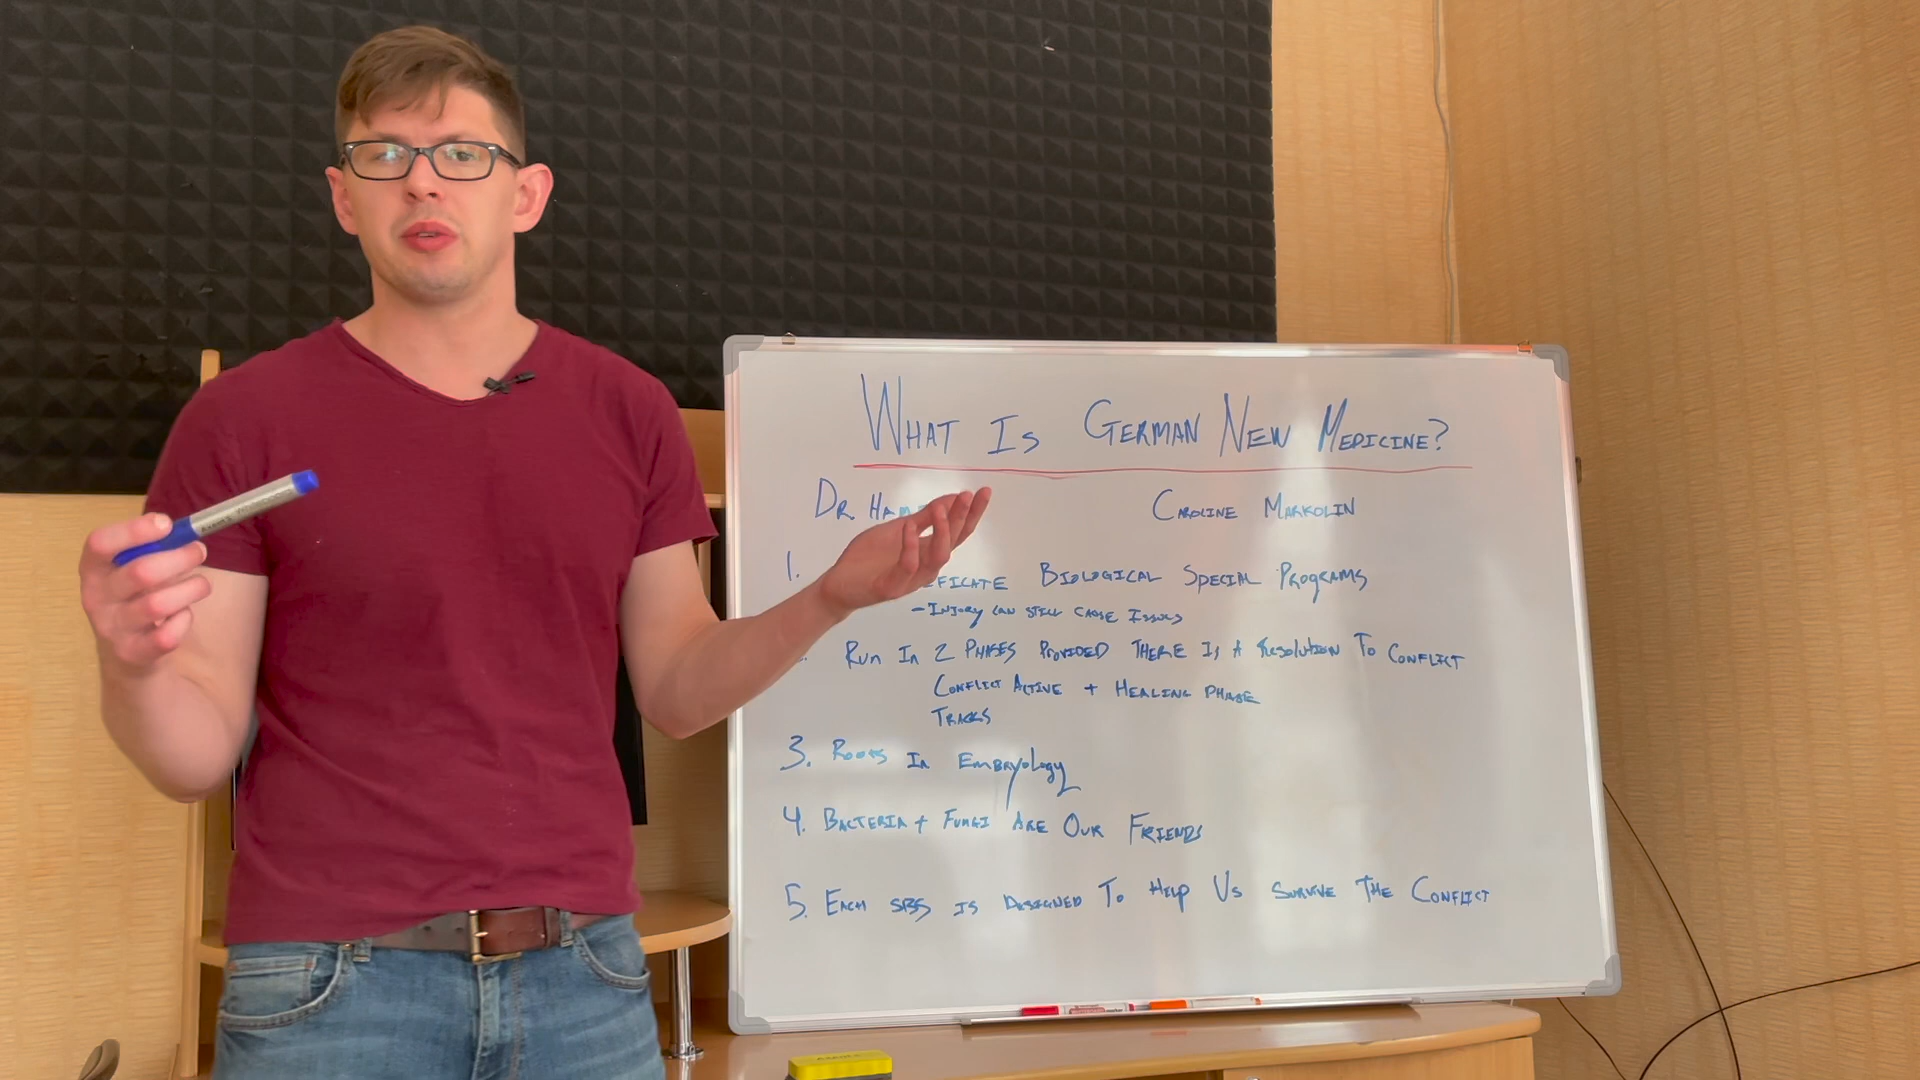 What Is German New Medicine?
Dr. Ham
Caroline Markolin
1. eficate Biological Special Programs
- Injury can still cause Issues
Run In 2 Phases Provided There Is A Resolution To Conflict
Conflict Active + Healing Phase
Tracks
3. Roots In Embryology
4. Bacteria + Fungi Are Our Friends
5. Each SBS is Designed To Help Us Survive The Conflict